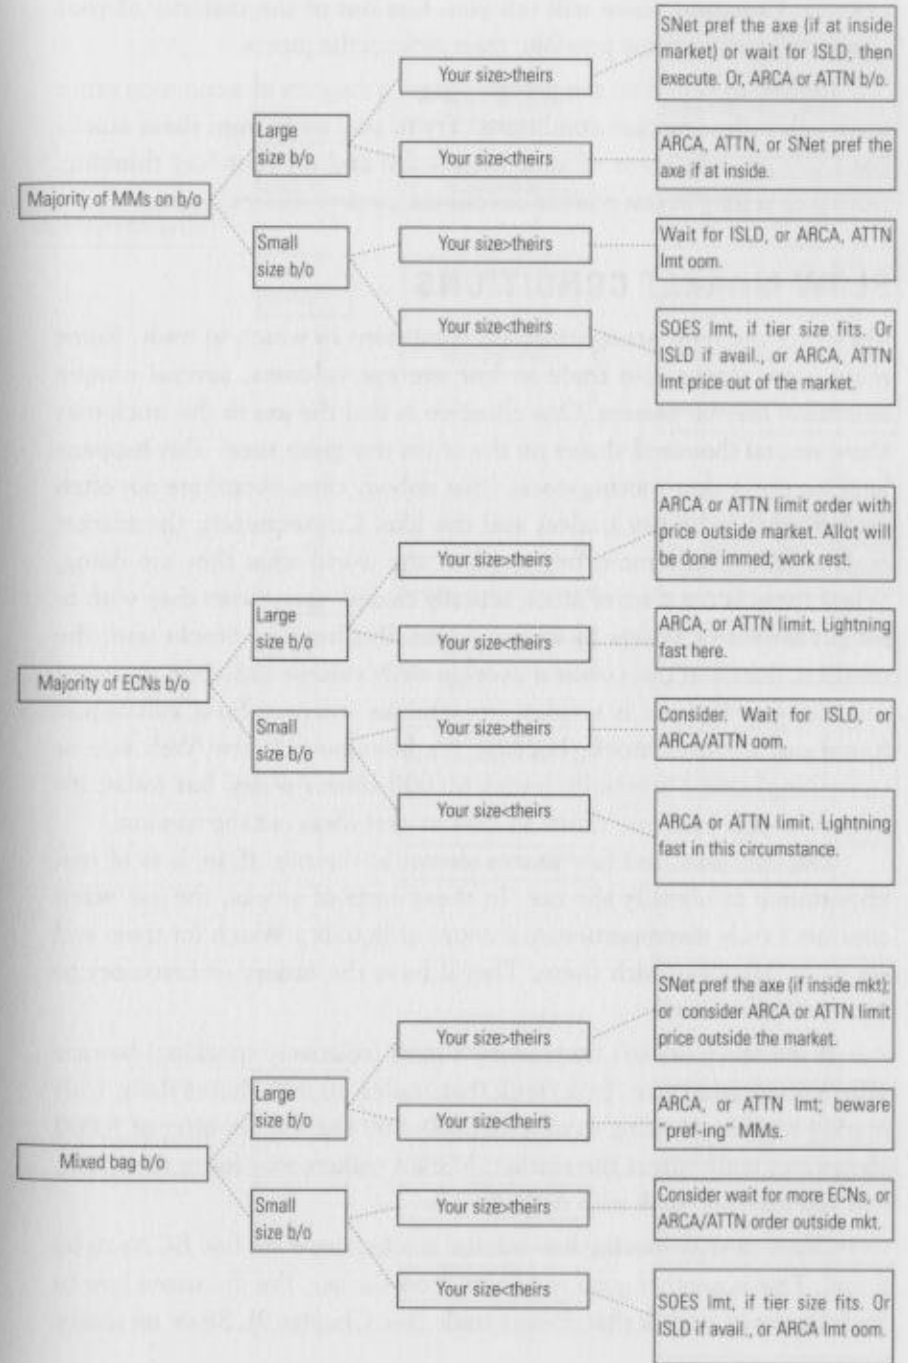 SNet pref the axe (if at inside
market) or wait for ISLD, then
execute. Or, ARCA or ATTN b/o.
Your size>theirs
Large
size b/o
Your size<theirs
ARCA, ATTN, or SNet pref the
axe if at inside.
Majority of MMs on b/o
Small
size b/o
Your size>theirs
Wait for ISLD, or ARCA, ATTN
lmt oom.
Your size<theirs
SOES lmt, if tier size fits. Or
ISLD if avail., or ARCA, ATTN
lmt price out of the market.
ARCA or ATTN limit order with
price outside market. Allot will
be done immed; work rest.
Your size>theirs
Large
size b/o
Your size<theirs
ARCA, or ATTN limit. Lightning
fast here.
Majority of ECNs b/o
Small
size b/o
Your size>theirs
Consider. Wait for ISLD, or
ARCA/ATTN oom.
Your size<theirs
ARCA or ATTN limit. Lightning
fast in this circumstance.
SNet pref the axe (if inside mkt);
or consider ARCA or ATTN limit
price outside the market.
Your size>theirs
Large
size b/o
Your size<theirs
ARCA, or ATTN lmt; beware
"pref-ing" MMs.
Mixed bag b/o
Small
size b/o
Your size>theirs
Consider wait for more ECNs, or
ARCA/ATTN order outside mkt.
Your size<theirs
SOES lmt, if tier size fits. Or
ISLD if avail., or ARCA lmt oom.